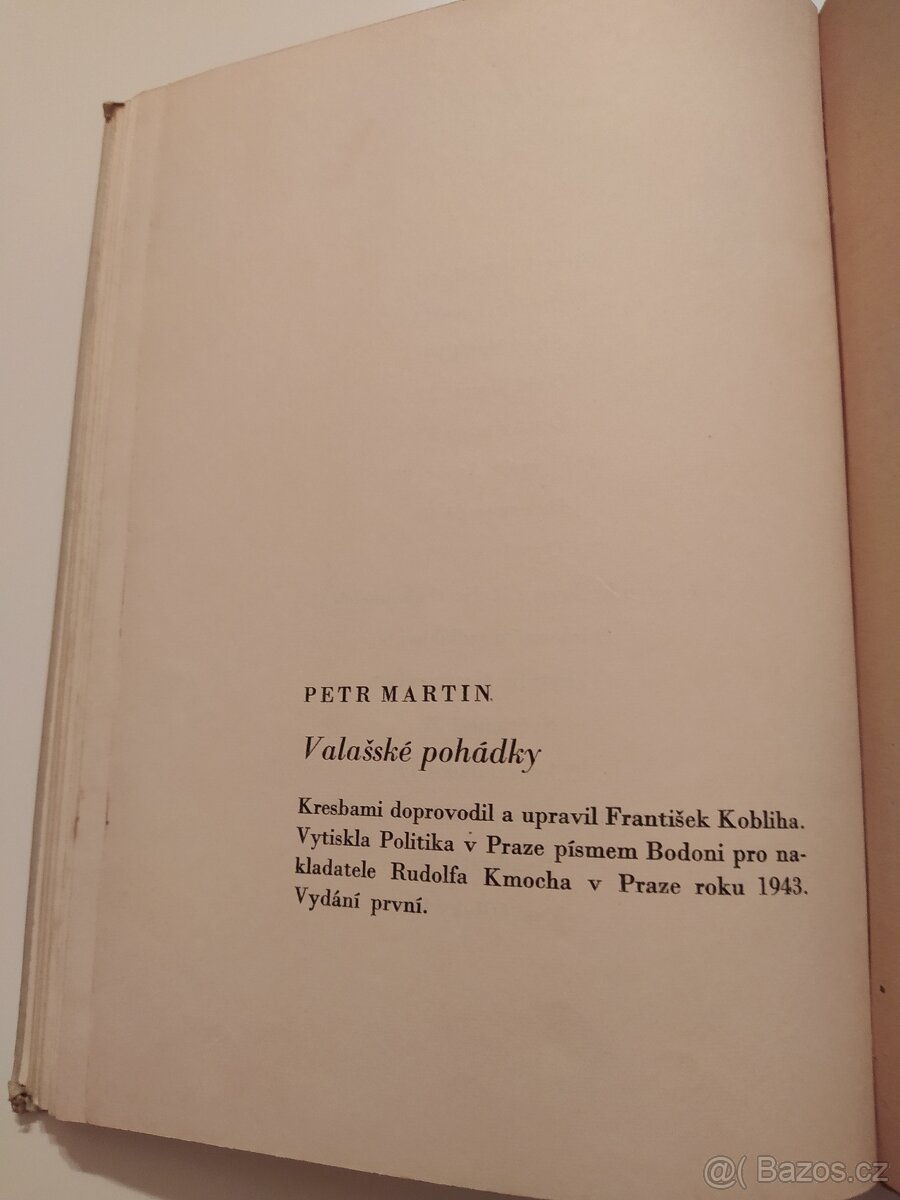 PETR MARTIN
Valašské pohádky
Kresbami doprovodil a upravil František Kobliha.
Vytiskla Politika v Praze písmem Bodoni pro na-
kladatele Rudolfa Kmocha v Praze roku 1943.
Vydání první.
@( Bazos.cz